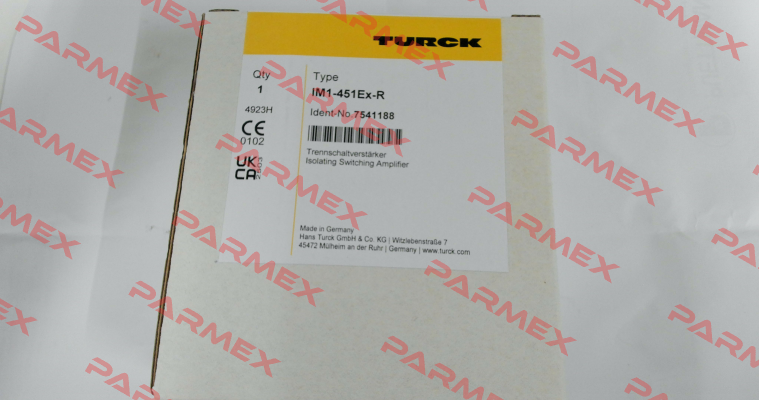 TURCK
Qty
1
4923H
CE
0102
UK
CA
2503
Type
IM1-451Ex-R
Ident-No.7541188
Trennschaltverstärker
Isolating Switching Amplifier
Made in Germany
Hans Turck GmbH & Co. KG | Witzlebenstraße 7
45472 Mülheim an der Ruhr | Germany | www.turck.com
PARMEX